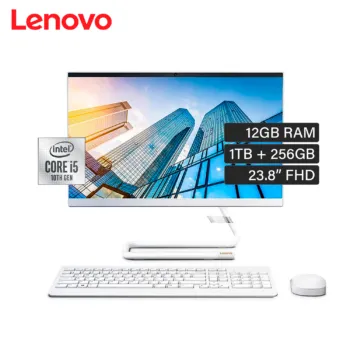 Lenovo
intel
CORE i5
10TH GEN
12GB RAM
1TB + 256GB
23.8" FHD